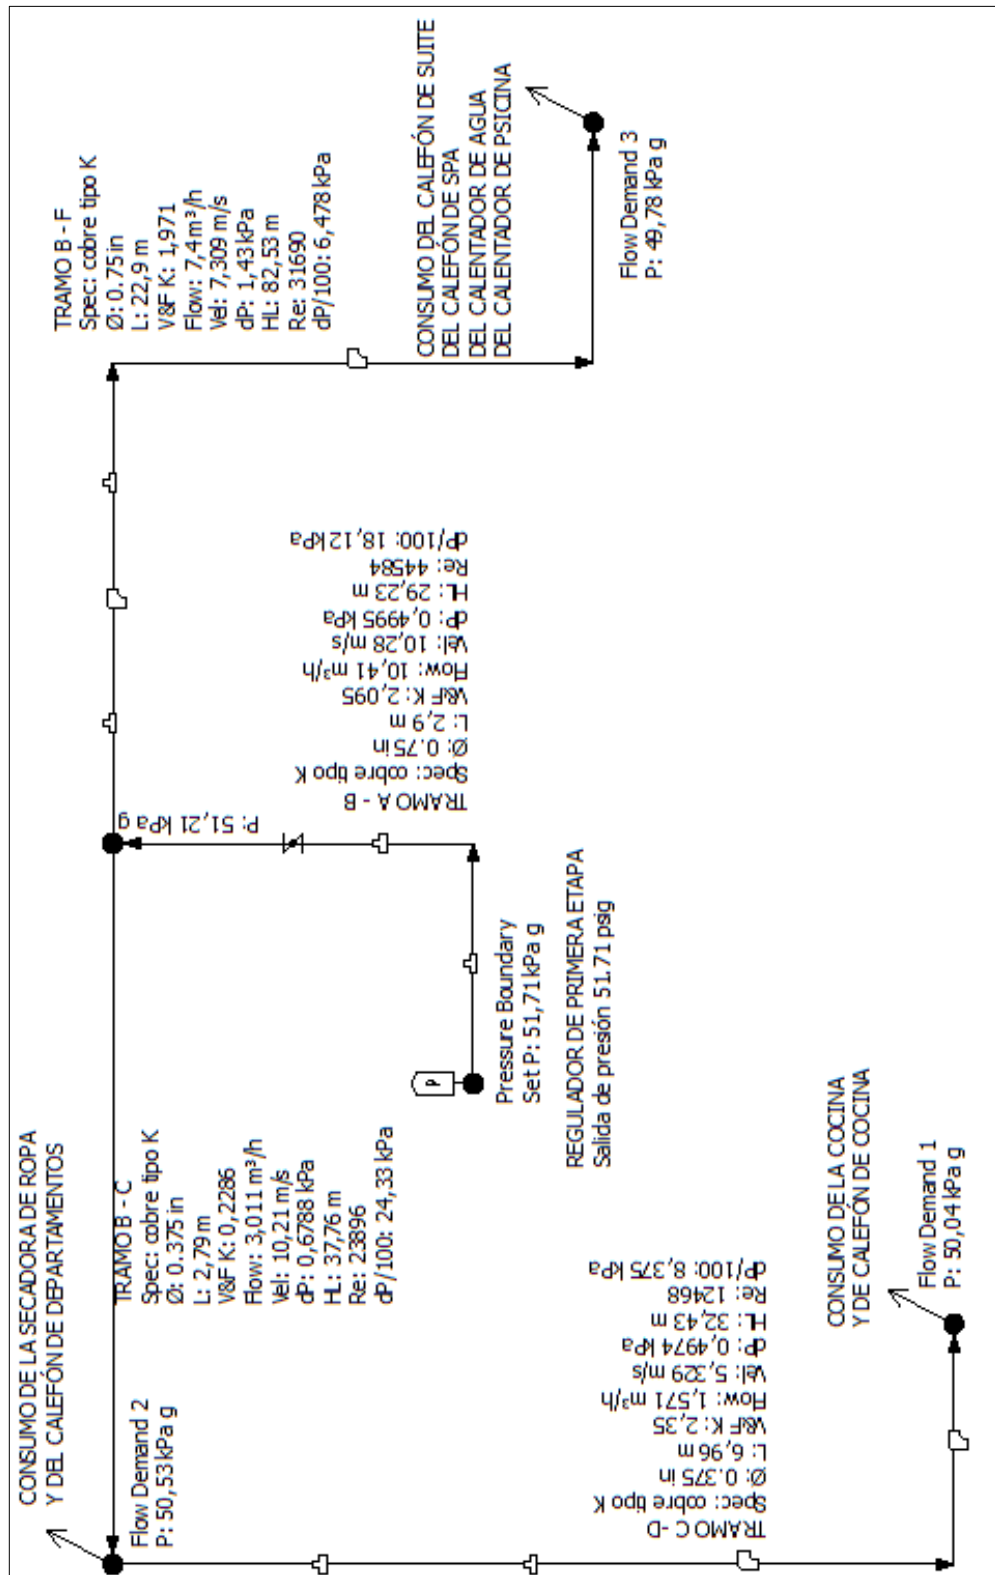 CONSUMO DE LA SECADORA DE ROPA
Y DEL CALEFÓN DE DEPARTAMENTOS
Flow Demand 2
P: 50,53 kPa g
TRAMO B - C
Spec: cobre tipo K
Ø: 0.375 in
L: 2,79 m
V&F K: 0,2286
Flow: 3,011 m³/h
Vel: 10,21 m/s
dP: 0,6788 kPa
HL: 37,76 m
Re: 23896
dP/100: 24,33 kPa
P: 51,21 kPa g
TRAMO A - B
Spec: cobre tipo K
Ø: 0.75 in
L: 2,9 m
V&F K: 2,095
Flow: 10,41 m³/h
Vel: 10,28 m/s
dP: 0,4995 kPa
HL: 29,23 m
Re: 44584
dP/100: 18,12 kPa
TRAMO B - F
Spec: cobre tipo K
Ø: 0.75 in
L: 22,9 m
V&F K: 1,971
Flow: 7,4 m³/h
Vel: 7,309 m/s
dP: 1,43 kPa
HL: 82,53 m
Re: 31690
dP/100: 6,478 kPa
CONSUMO DEL CALEFÓN DE SUITE
DEL CALEFÓN DE SPA
DEL CALENTADOR DE AGUA
DEL CALENTADOR DE PSICINA
Flow Demand 3
P: 49,78 kPa g
P
Pressure Boundary
Set P: 51,71 kPa g
REGULADOR DE PRIMERA ETAPA
Salida de presión 51.71 psig
TRAMO C - D
Spec: cobre tipo K
Ø: 0.375 in
L: 6,96 m
V&F K: 2,35
Flow: 1,571 m³/h
Vel: 5,329 m/s
dP: 0,4974 kPa
HL: 32,43 m
Re: 12468
dP/100: 8,375 kPa
CONSUMO DE LA COCINA
Y DE CALEFÓN DE COCINA
Flow Demand 1
P: 50,04 kPa g